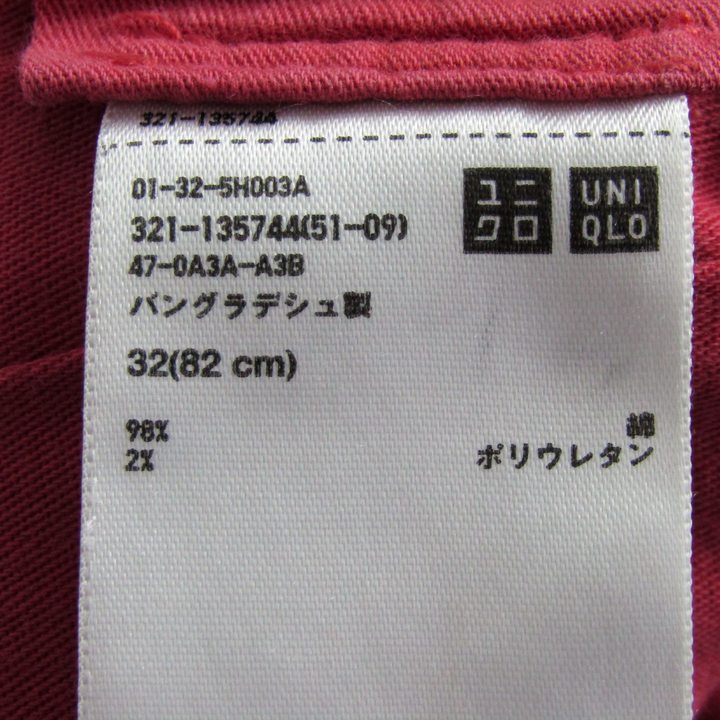 321-135744
01-32-5H003A
321-135744(51-09)
47-0A3A-A3B
バングラデシュ製
32(82 cm)
98% 綿
2% ポリウレタン
ユニ
クロ
UNI
QLO